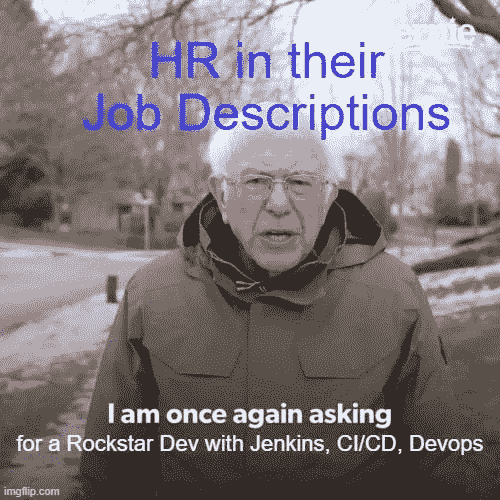 HR in their
Job Descriptions
I am once again asking
for a Rockstar Dev with Jenkins, CI/CD, Devops
imgflip.com